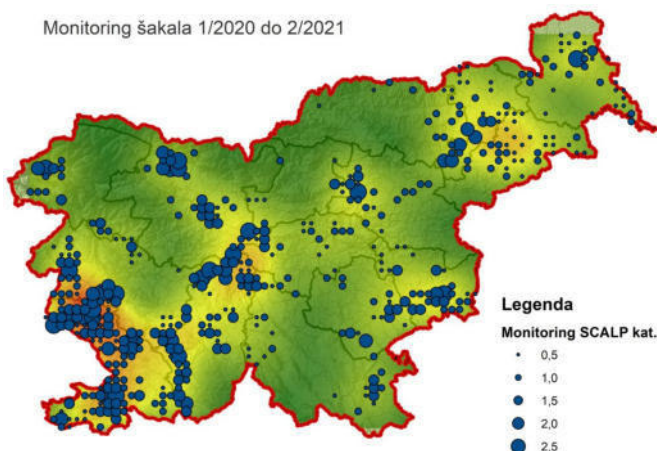 Monitoring šakala 1/2020 do 2/2021
Legenda
Monitoring SCALP kat.
0,5
1,0
1,5
2,0
2,5